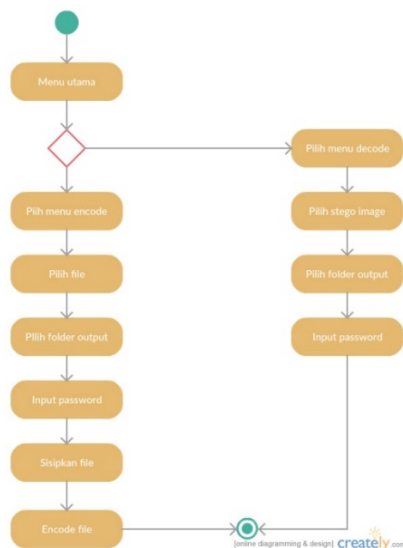 Menu utama
Pilih menu decode
Piih menu encode
Pilih stego image
Pilih file
Pilih folder output
PIlih folder output
Input password
Input password
Sisipkan file
Encode file
[online diagramming & design] creately.com